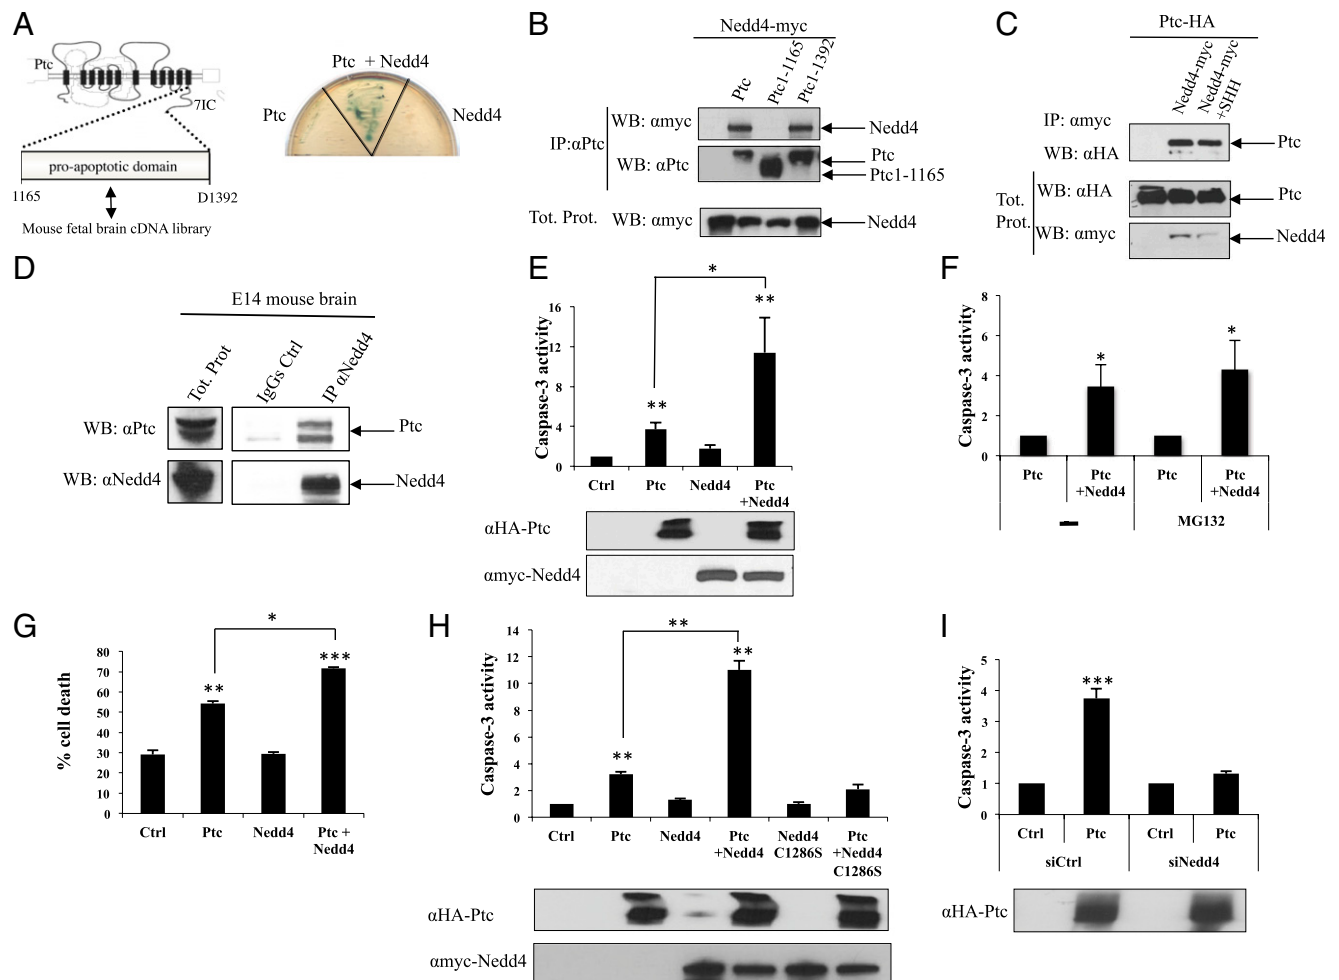 A
Ptc
7IC
pro-apoptotic domain
1165
D1392
Mouse fetal brain cDNA library
Ptc + Nedd4
Ptc
Nedd4
B
Nedd4-myc
Ptc
Ptc1-1165
Ptc1-1392
IP:αPtc
WB: αmyc
Nedd4
WB: αPtc
Ptc
Ptc1-1165
Tot. Prot.
WB: αmyc
Nedd4
C
Ptc-HA
Nedd4-myc
Nedd4-myc
+SHH
IP: αmyc
WB: αHA
Ptc
Tot.
Prot.
WB: αHA
Ptc
WB: αmyc
Nedd4
D
E14 mouse brain
Tot. Prot
IgGs Ctrl
IP αNedd4
WB: αPtc
Ptc
WB: αNedd4
Nedd4
E
Caspase-3 activity
16
12
8
4
0
**
**
*
Ctrl
Ptc
Nedd4
Ptc
+Nedd4
αHA-Ptc
αmyc-Nedd4
F
Caspase-3 activity
8
6
4
2
0
*
*
Ptc
Ptc
+Nedd4
Ptc
Ptc
+Nedd4
-
MG132
G
% cell death
80
70
60
50
40
30
20
10
0
**
***
*
Ctrl
Ptc
Nedd4
Ptc +
Nedd4
H
Caspase-3 activity
14
12
10
8
6
4
2
0
**
**
**
Ctrl
Ptc
Nedd4
Ptc
+Nedd4
Nedd4
C1286S
Ptc
+Nedd4
C1286S
αHA-Ptc
αmyc-Nedd4
I
Caspase-3 activity
5
4
3
2
1
0
***
Ctrl
Ptc
Ctrl
Ptc
siCtrl
siNedd4
αHA-Ptc